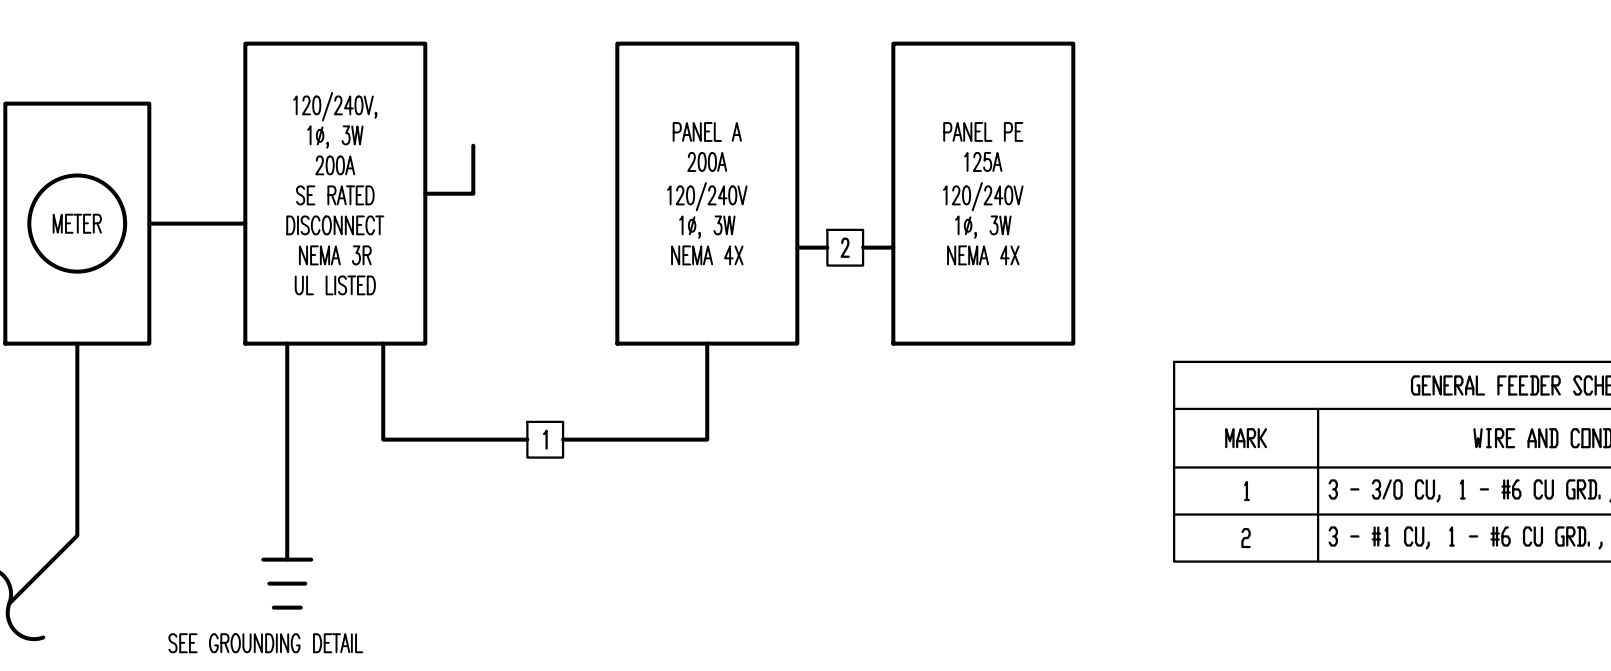 METER
120/240V,
1ø, 3W
200A
SE RATED
DISCONNECT
NEMA 3R
UL LISTED
PANEL A
200A
120/240V
1ø, 3W
NEMA 4X
2
PANEL PE
125A
120/240V
1ø, 3W
NEMA 4X
1
SEE GROUNDING DETAIL
GENERAL FEEDER SCHE
MARK
WIRE AND COND
1
3 - 3/0 CU, 1 - #6 CU GRD.,
2
3 - #1 CU, 1 - #6 CU GRD.,